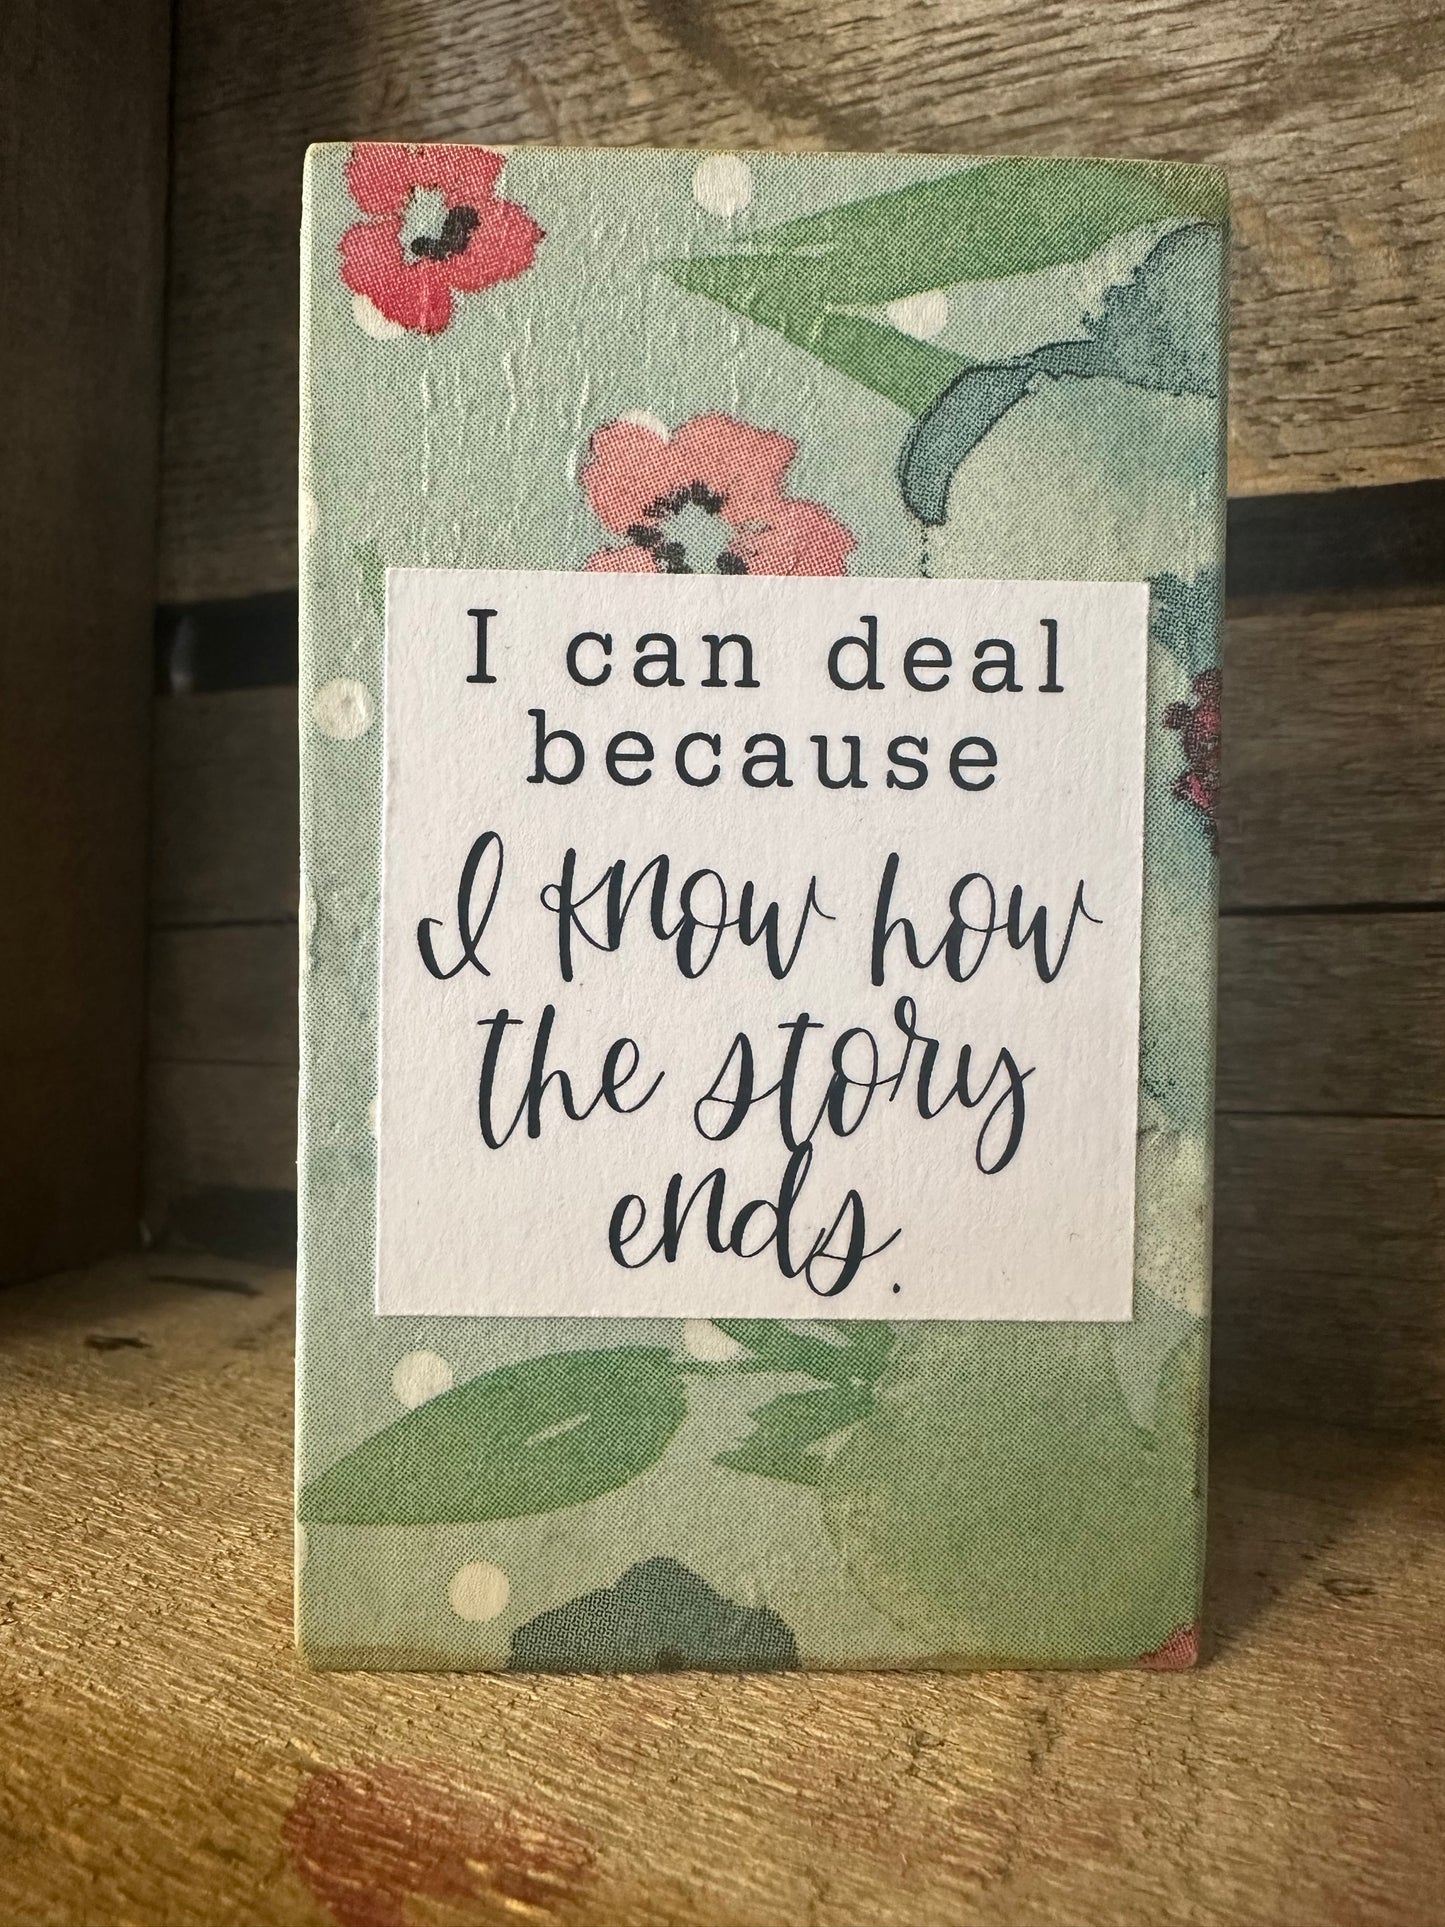 I can deal
because
I know how
the story
ends.